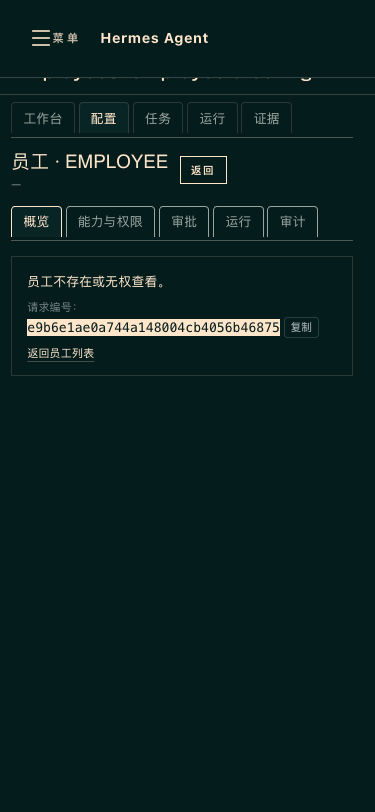 菜单 Hermes Agent
工作台 配置 任务 运行 证据
员工 · EMPLOYEE 返回
—
概览 能力与权限 审批 运行 审计
员工不存在或无权查看。
请求编号:
e9b6e1ae0a744a148004cb4056b46875 复制
返回员工列表